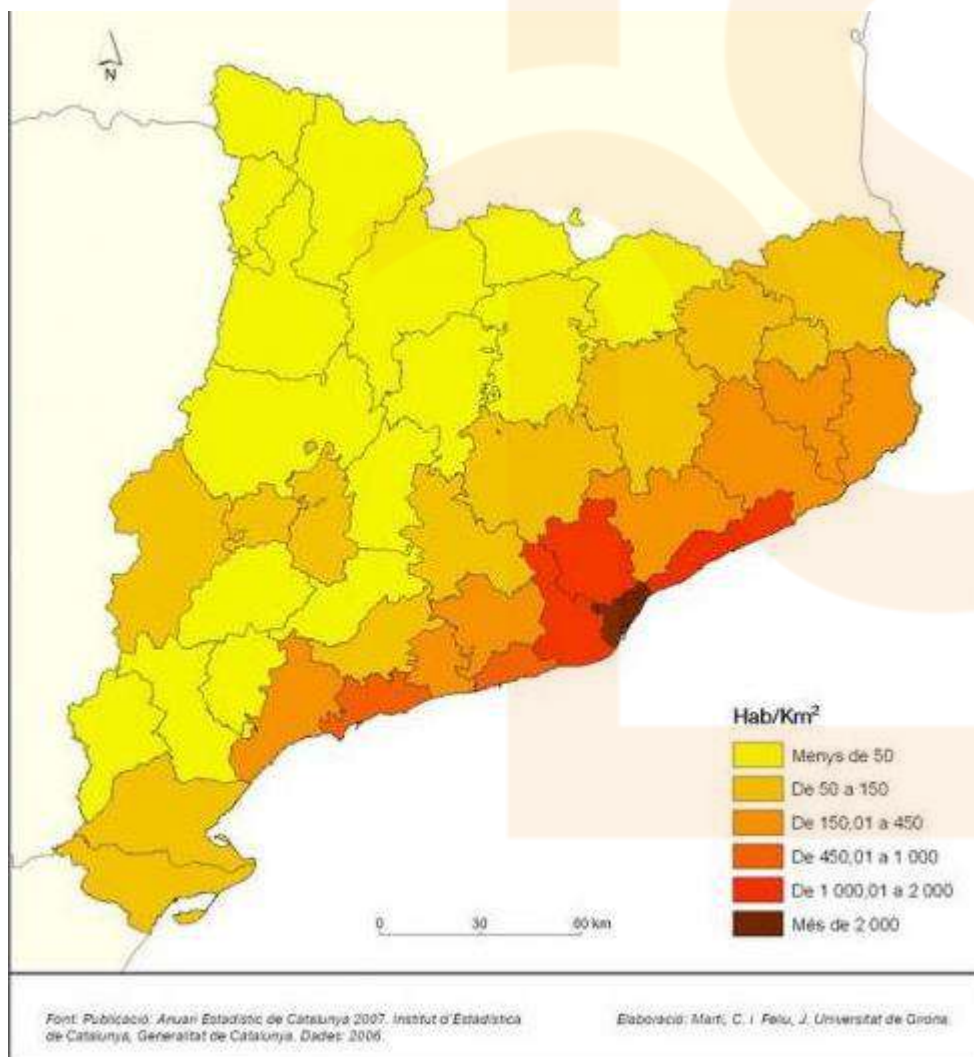 N
Hab/Km²
Menys de 50
De 50 a 150
De 150,01 a 450
De 450,01 a 1 000
De 1 000,01 a 2 000
Més de 2 000
0 30 60 km
Font: Publicació: Anuari Estadístic de Catalunya 2007. Institut d'Estadística
de Catalunya, Generalitat de Catalunya. Dades: 2006.
Elaboració: Martí, C. i Feliu, J. Universitat de Girona.